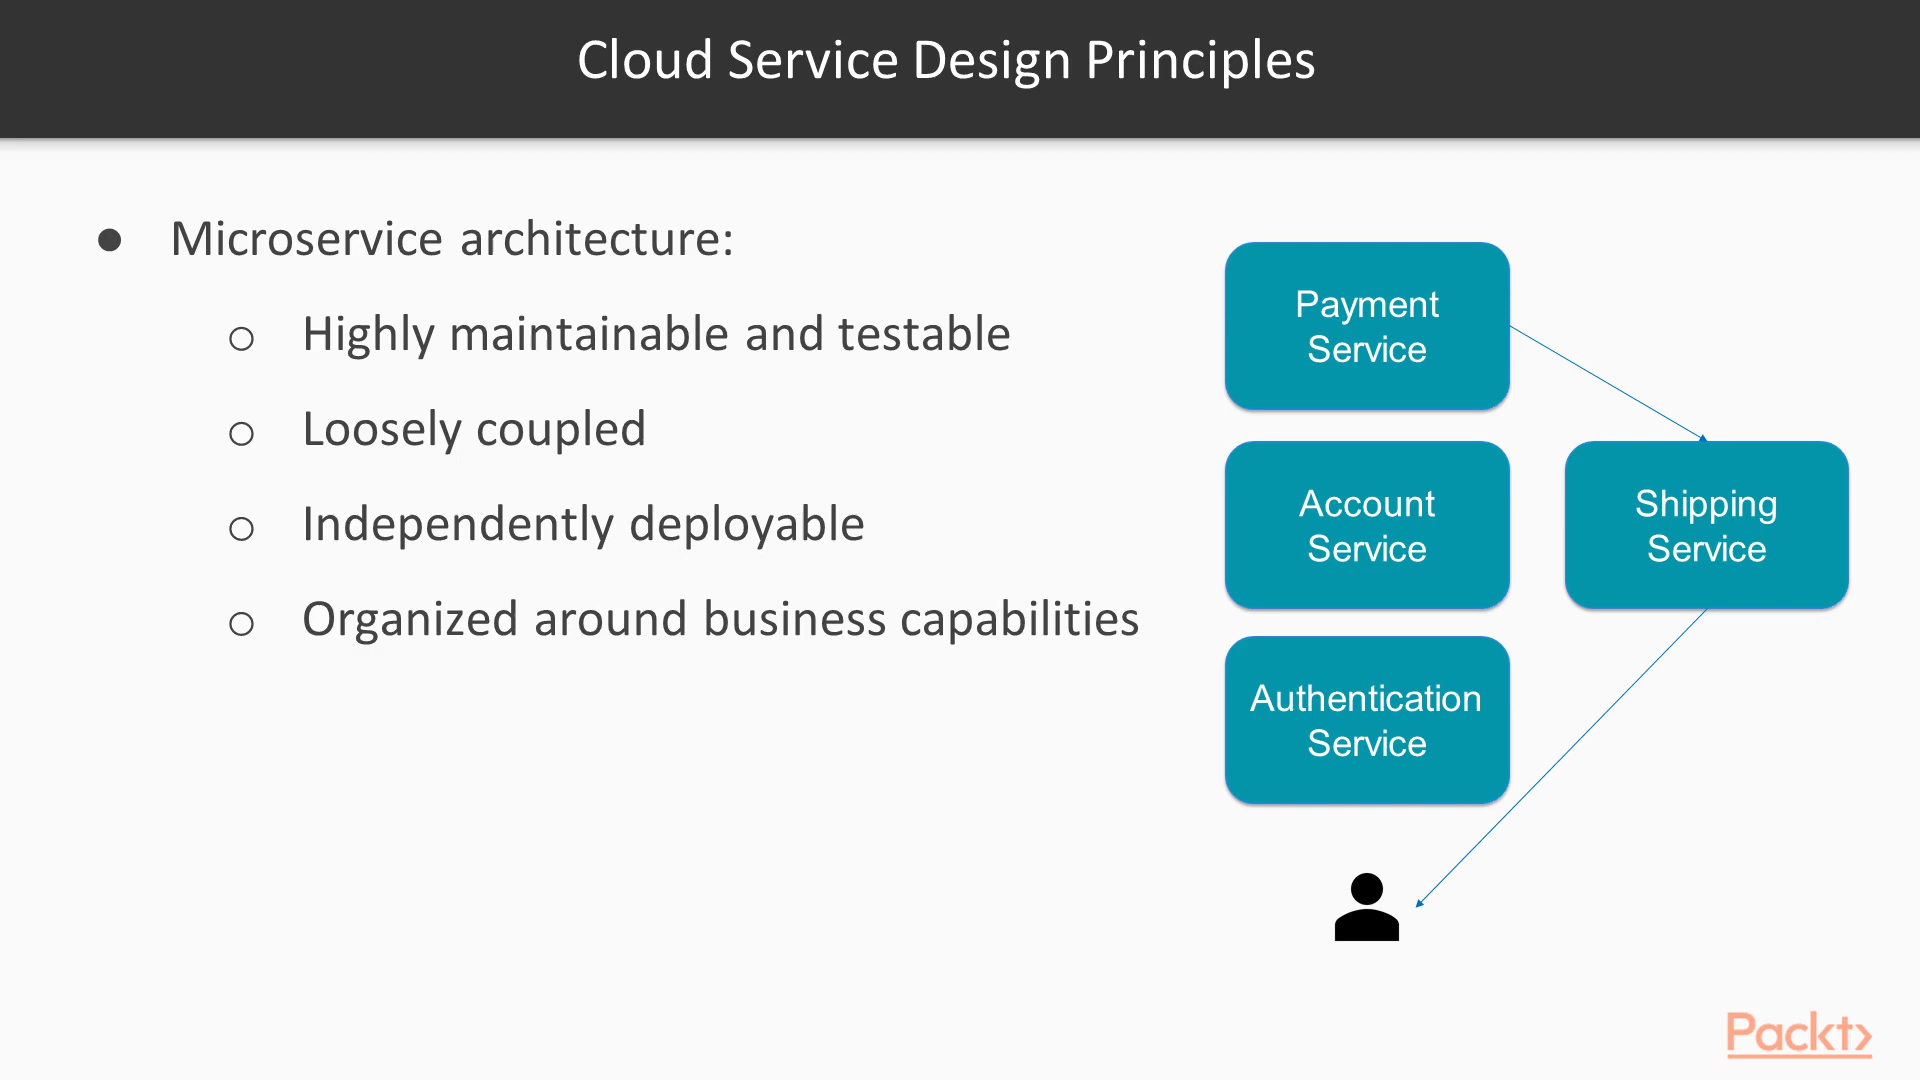 Cloud Service Design Principles
● Microservice architecture:
○ Highly maintainable and testable
○ Loosely coupled
○ Independently deployable
○ Organized around business capabilities
Payment
Service
Account
Service
Shipping
Service
Authentication
Service
Packt>